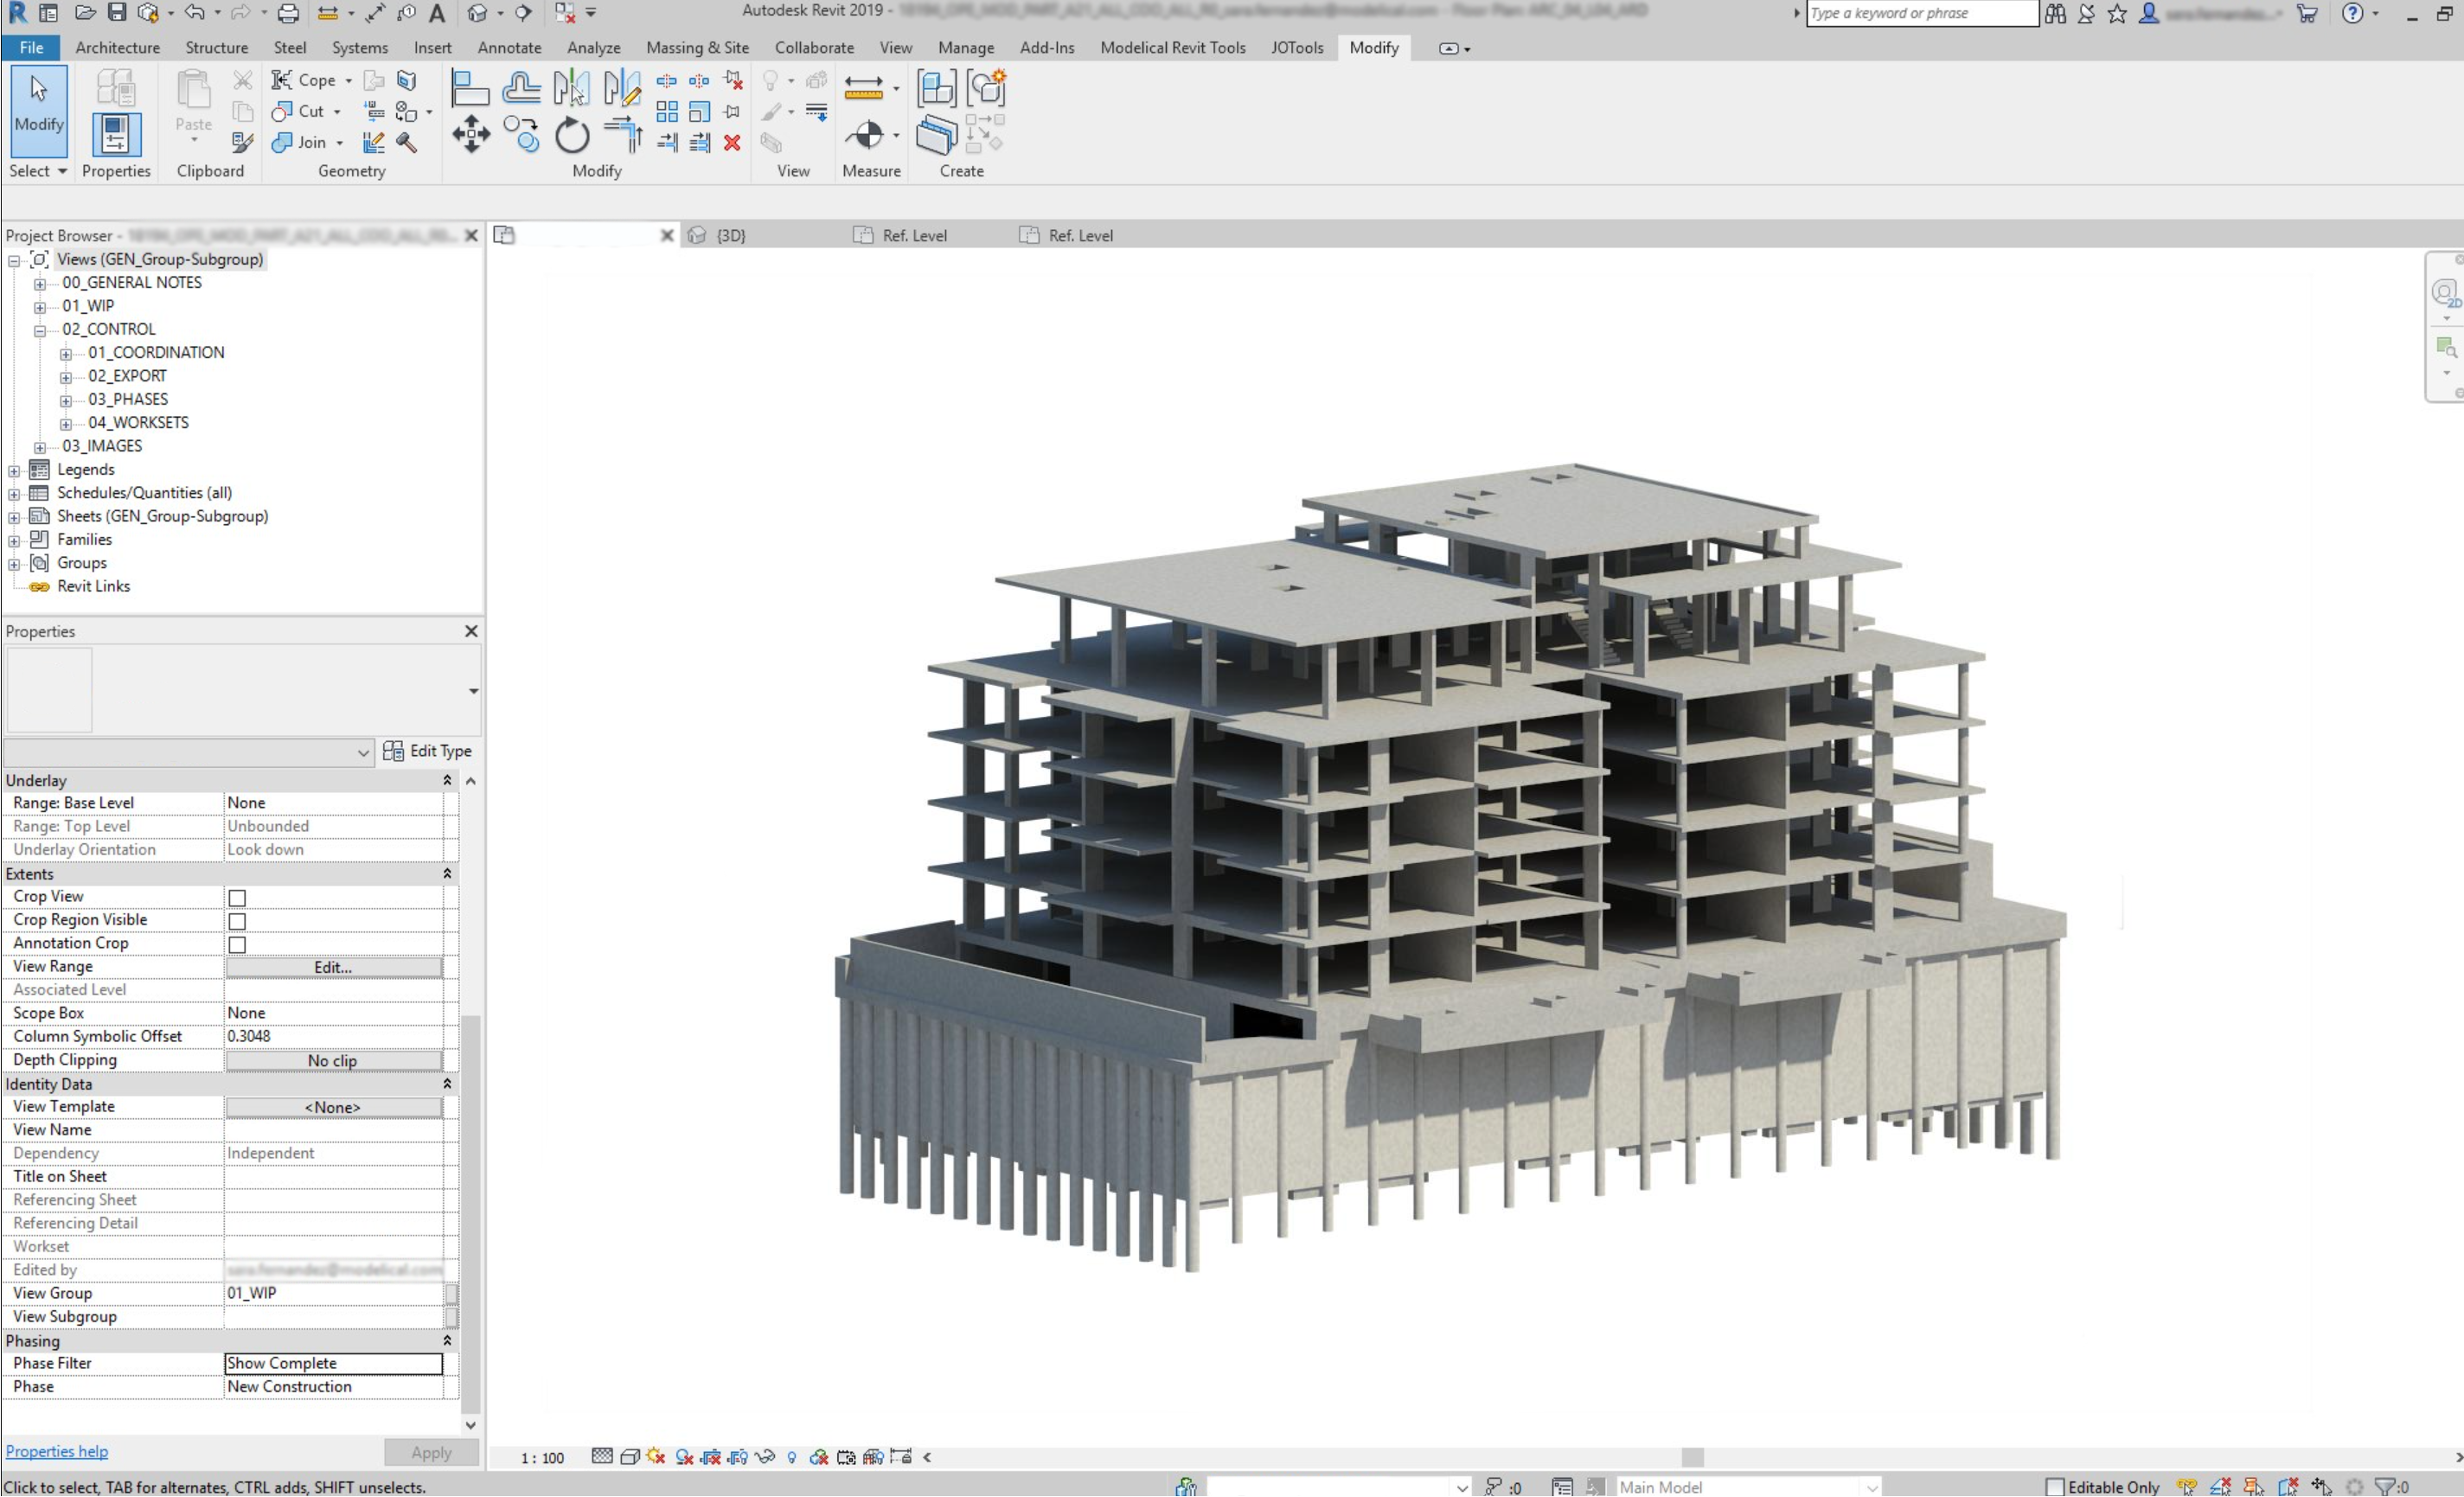 Autodesk Revit 2019 -
Type a keyword or phrase
File Architecture Structure Steel Systems Insert Annotate Analyze Massing & Site Collaborate View Manage Add-Ins Modelical Revit Tools JOTools Modify
Modify
Paste
Cope
Cut
Join
Select Properties Clipboard Geometry Modify View Measure Create
Project Browser -
{3D} Ref. Level Ref. Level
Views (GEN_Group-Subgroup)
00_GENERAL NOTES
01_WIP
02_CONTROL
01_COORDINATION
02_EXPORT
03_PHASES
04_WORKSETS
03_IMAGES
Legends
Schedules/Quantities (all)
Sheets (GEN_Group-Subgroup)
Families
Groups
Revit Links
2D
Properties
Edit Type
Underlay
Range: Base Level None
Range: Top Level Unbounded
Underlay Orientation Look down
Extents
Crop View
Crop Region Visible
Annotation Crop
View Range Edit...
Associated Level
Scope Box None
Column Symbolic Offset 0.3048
Depth Clipping No clip
Identity Data
View Template <None>
View Name
Dependency Independent
Title on Sheet
Referencing Sheet
Referencing Detail
Workset
Edited by
View Group 01_WIP
View Subgroup
Phasing
Phase Filter Show Complete
Phase New Construction
Properties help Apply
1 : 100
Click to select, TAB for alternates, CTRL adds, SHIFT unselects.
:0
Main Model
Editable Only
:0